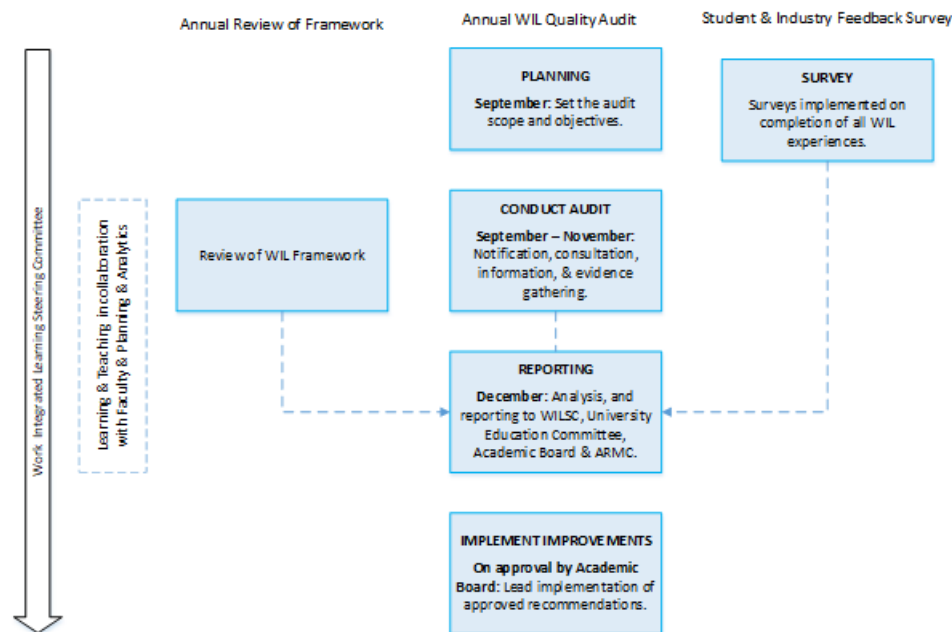 Annual Review of Framework
Annual WIL Quality Audit
Student & Industry Feedback Survey
PLANNING
September: Set the audit
scope and objectives.
SURVEY
Surveys implemented on
completion of all WIL
experiences.
Work Integrated Learning Steering Committee
Learning & Teaching in collaboration
with Faculty & Planning & Analytics
Review of WIL Framework
CONDUCT AUDIT
September – November:
Notification, consultation,
information, & evidence
gathering.
REPORTING
December: Analysis, and
reporting to WILSC, University
Education Committee,
Academic Board & ARMC.
IMPLEMENT IMPROVEMENTS
On approval by Academic
Board: Lead implementation of
approved recommendations.